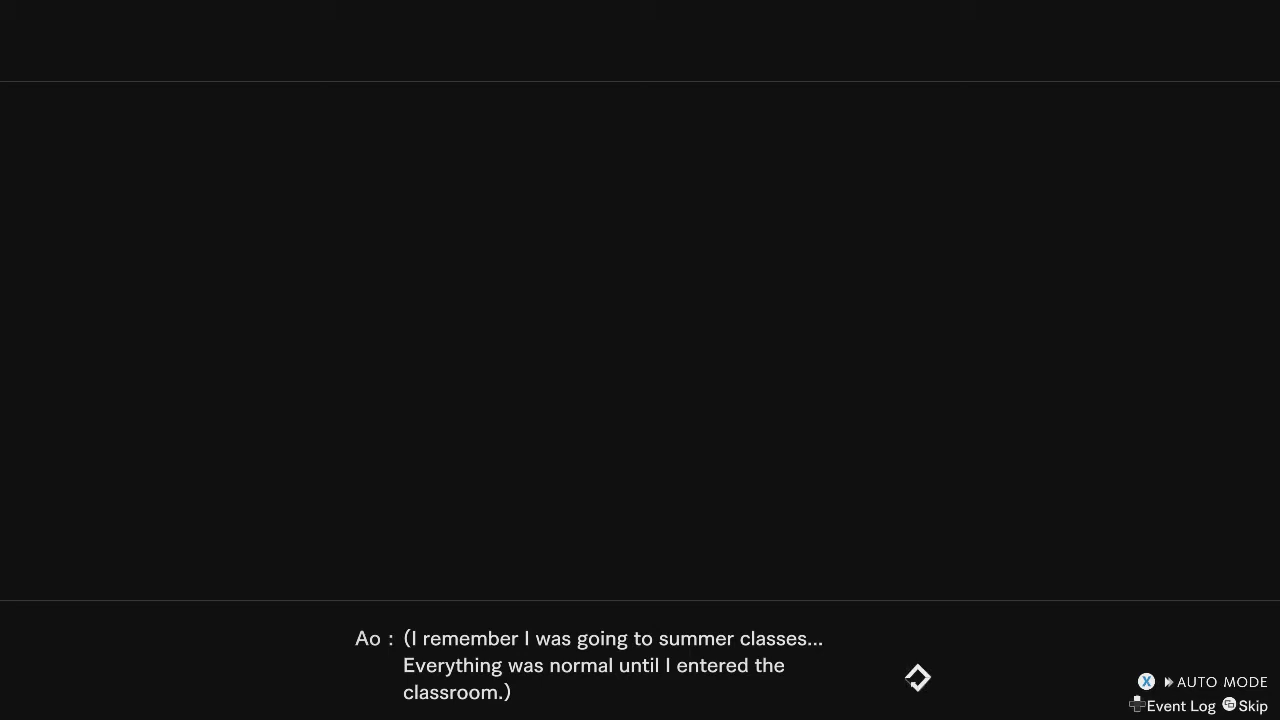 Ao : (I remember I was going to summer classes...
Everything was normal until I entered the
classroom.)
X AUTO MODE
Event Log Skip